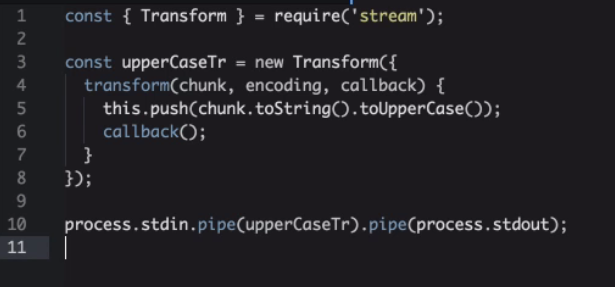 1 const { Transform } = require('stream');
2
3 const upperCaseTr = new Transform({
4 transform(chunk, encoding, callback) {
5 this.push(chunk.toString().toUpperCase());
6 callback();
7 }
8 });
9
10 process.stdin.pipe(upperCaseTr).pipe(process.stdout);
11